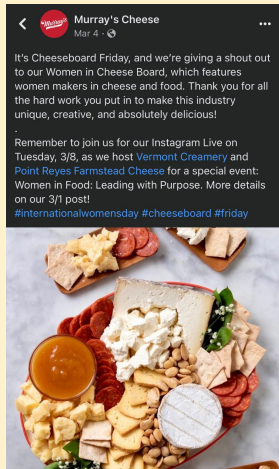 Murray's
Murray's Cheese
Mar 4 ·
It's Cheeseboard Friday, and we're giving a shout out
to our Women in Cheese Board, which features
women makers in cheese and food. Thank you for all
the hard work you put in to make this industry
unique, creative, and absolutely delicious!
.
Remember to join us for our Instagram Live on
Tuesday, 3/8, as we host Vermont Creamery and
Point Reyes Farmstead Cheese for a special event:
Women in Food: Leading with Purpose. More details
on our 3/1 post!
#internationalwomensday #cheeseboard #friday